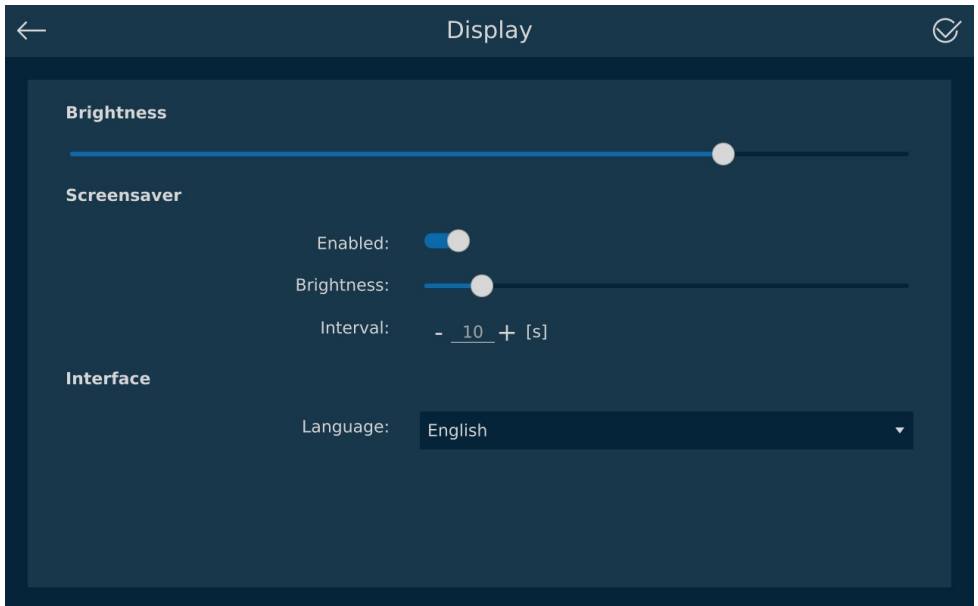 Display
Brightness
Screensaver
Enabled:
Brightness:
Interval: - 10 + [s]
Interface
Language: English